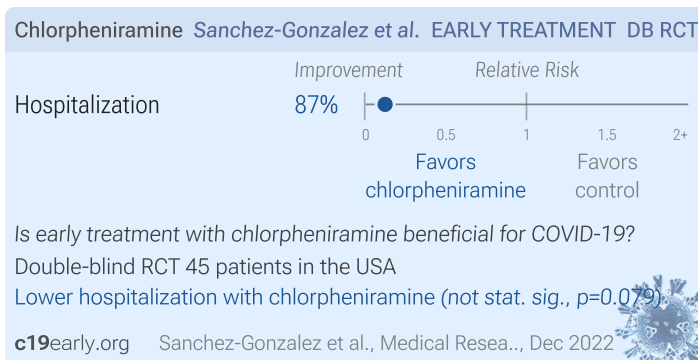 Chlorpheniramine Sanchez-Gonzalez et al. EARLY TREATMENT DB RCT
Improvement Relative Risk
Hospitalization 87%
0 0.5 1 1.5 2+
Favors Favors
chlorpheniramine control
Is early treatment with chlorpheniramine beneficial for COVID-19?
Double-blind RCT 45 patients in the USA
Lower hospitalization with chlorpheniramine (not stat. sig., p=0.079)
c19early.org Sanchez-Gonzalez et al., Medical Resea.., Dec 2022